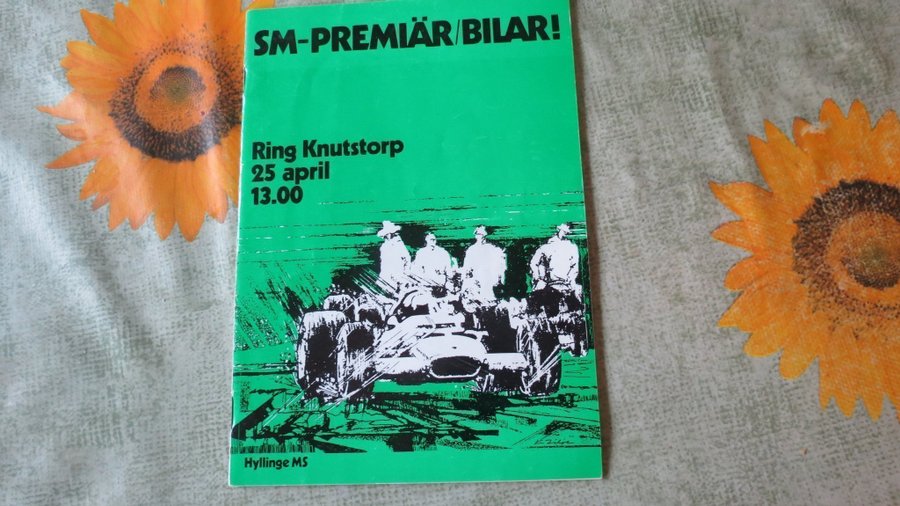 SM-PREMIÄR/BILAR!
Ring Knutstorp
25 april
13.00
Hyllinge MS